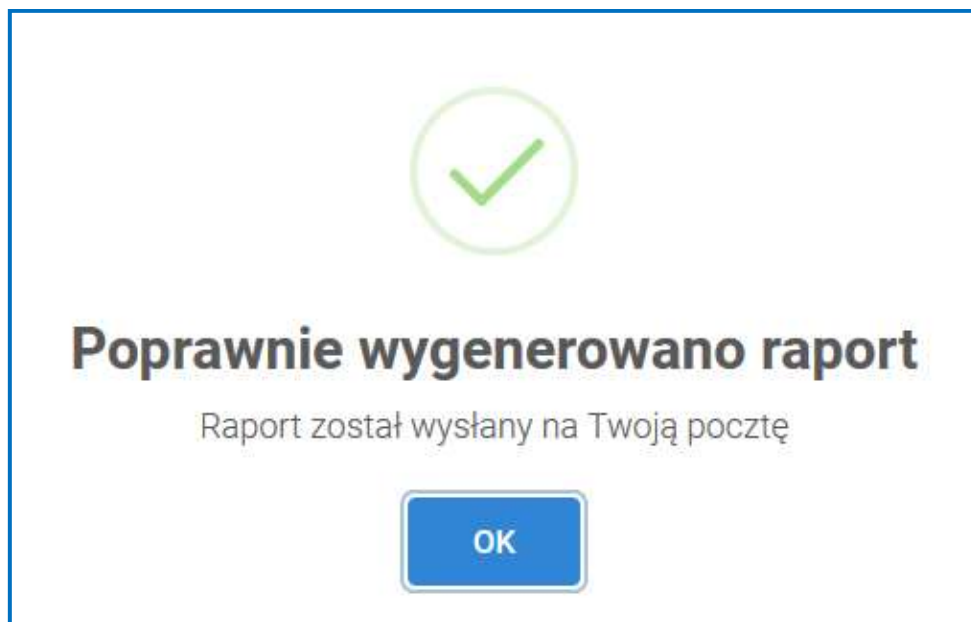 Poprawnie wygenerowano raport
Raport został wysłany na Twoją pocztę
OK